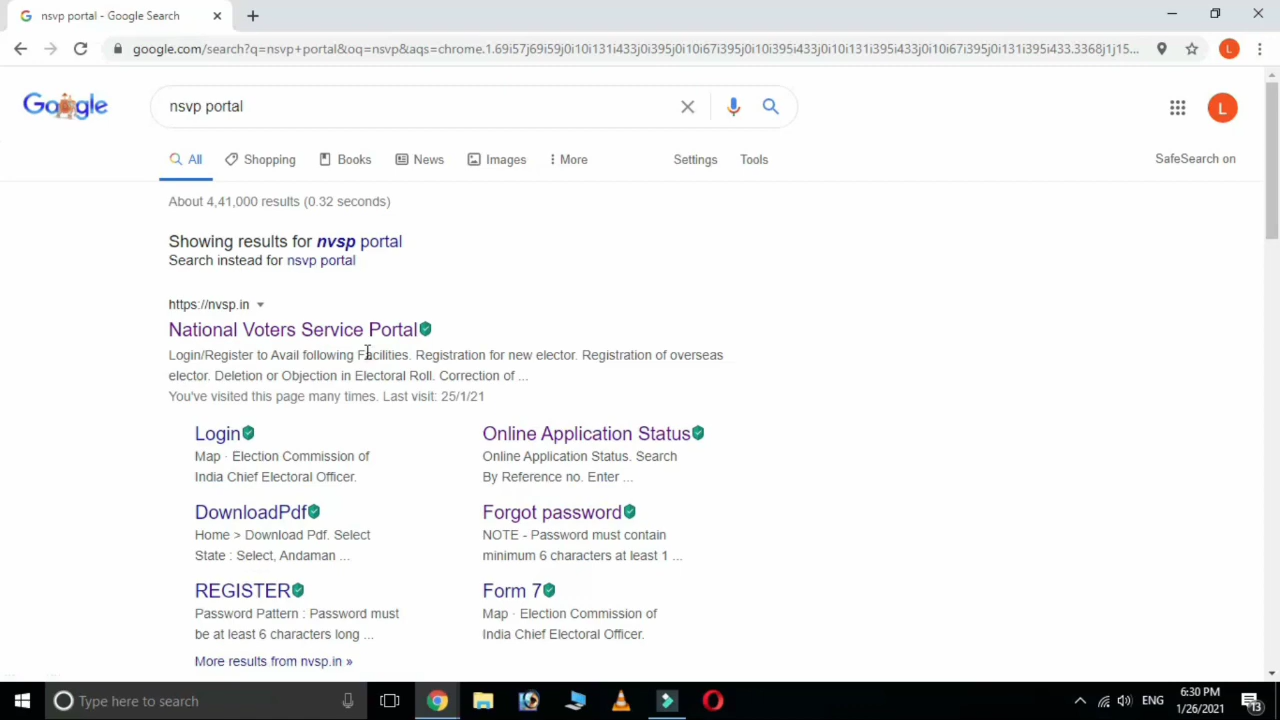 nsvp portal - Google Search
google.com/search?q=nsvp+portal&oq=nsvp&aqs=chrome.1.69i57j69i59j0i10i131i433j0i395j0i10i67i395j0i10i395i433j0i10i131i395i433j0i10i67i395j0i131i395i433.3368j1j15...
L
Google
nsvp portal
L
All
Shopping
Books
News
Images
More
Settings
Tools
SafeSearch on
About 4,41,000 results (0.32 seconds)
Showing results for nvsp portal
Search instead for nsvp portal
https://nvsp.in
National Voters Service Portal
Login/Register to Avail following Facilities. Registration for new elector. Registration of overseas
elector. Deletion or Objection in Electoral Roll. Correction of ...
You've visited this page many times. Last visit: 25/1/21
Login
Map · Election Commission of
India Chief Electoral Officer.
Online Application Status
Online Application Status. Search
By Reference no. Enter ...
DownloadPdf
Home > Download Pdf. Select
State : Select, Andaman ...
Forgot password
NOTE - Password must contain
minimum 6 characters at least 1 ...
REGISTER
Password Pattern : Password must
be at least 6 characters long ...
Form 7
Map · Election Commission of
India Chief Electoral Officer.
More results from nvsp.in »
Type here to search
ENG
6:30 PM
1/26/2021
13